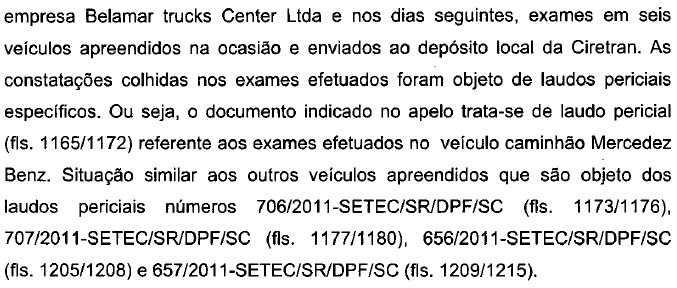 empresa Belamar trucks Center Ltda e nos dias seguintes, exames em seis
veículos apreendidos na ocasião e enviados ao depósito local da Ciretran. As
constatações colhidas nos exames efetuados foram objeto de laudos periciais
específicos. Ou seja, o documento indicado no apelo trata-se de laudo pericial
(fls. 1165/1172) referente aos exames efetuados no veículo caminhão Mercedez
Benz. Situação similar aos outros veículos apreendidos que são objeto dos
laudos periciais números 706/2011-SETEC/SR/DPF/SC (fls. 1173/1176),
707/2011-SETEC/SR/DPF/SC (fls. 1177/1180), 656/2011-SETEC/SR/DPF/SC
(fls. 1205/1208) e 657/2011-SETEC/SR/DPF/SC (fls. 1209/1215).